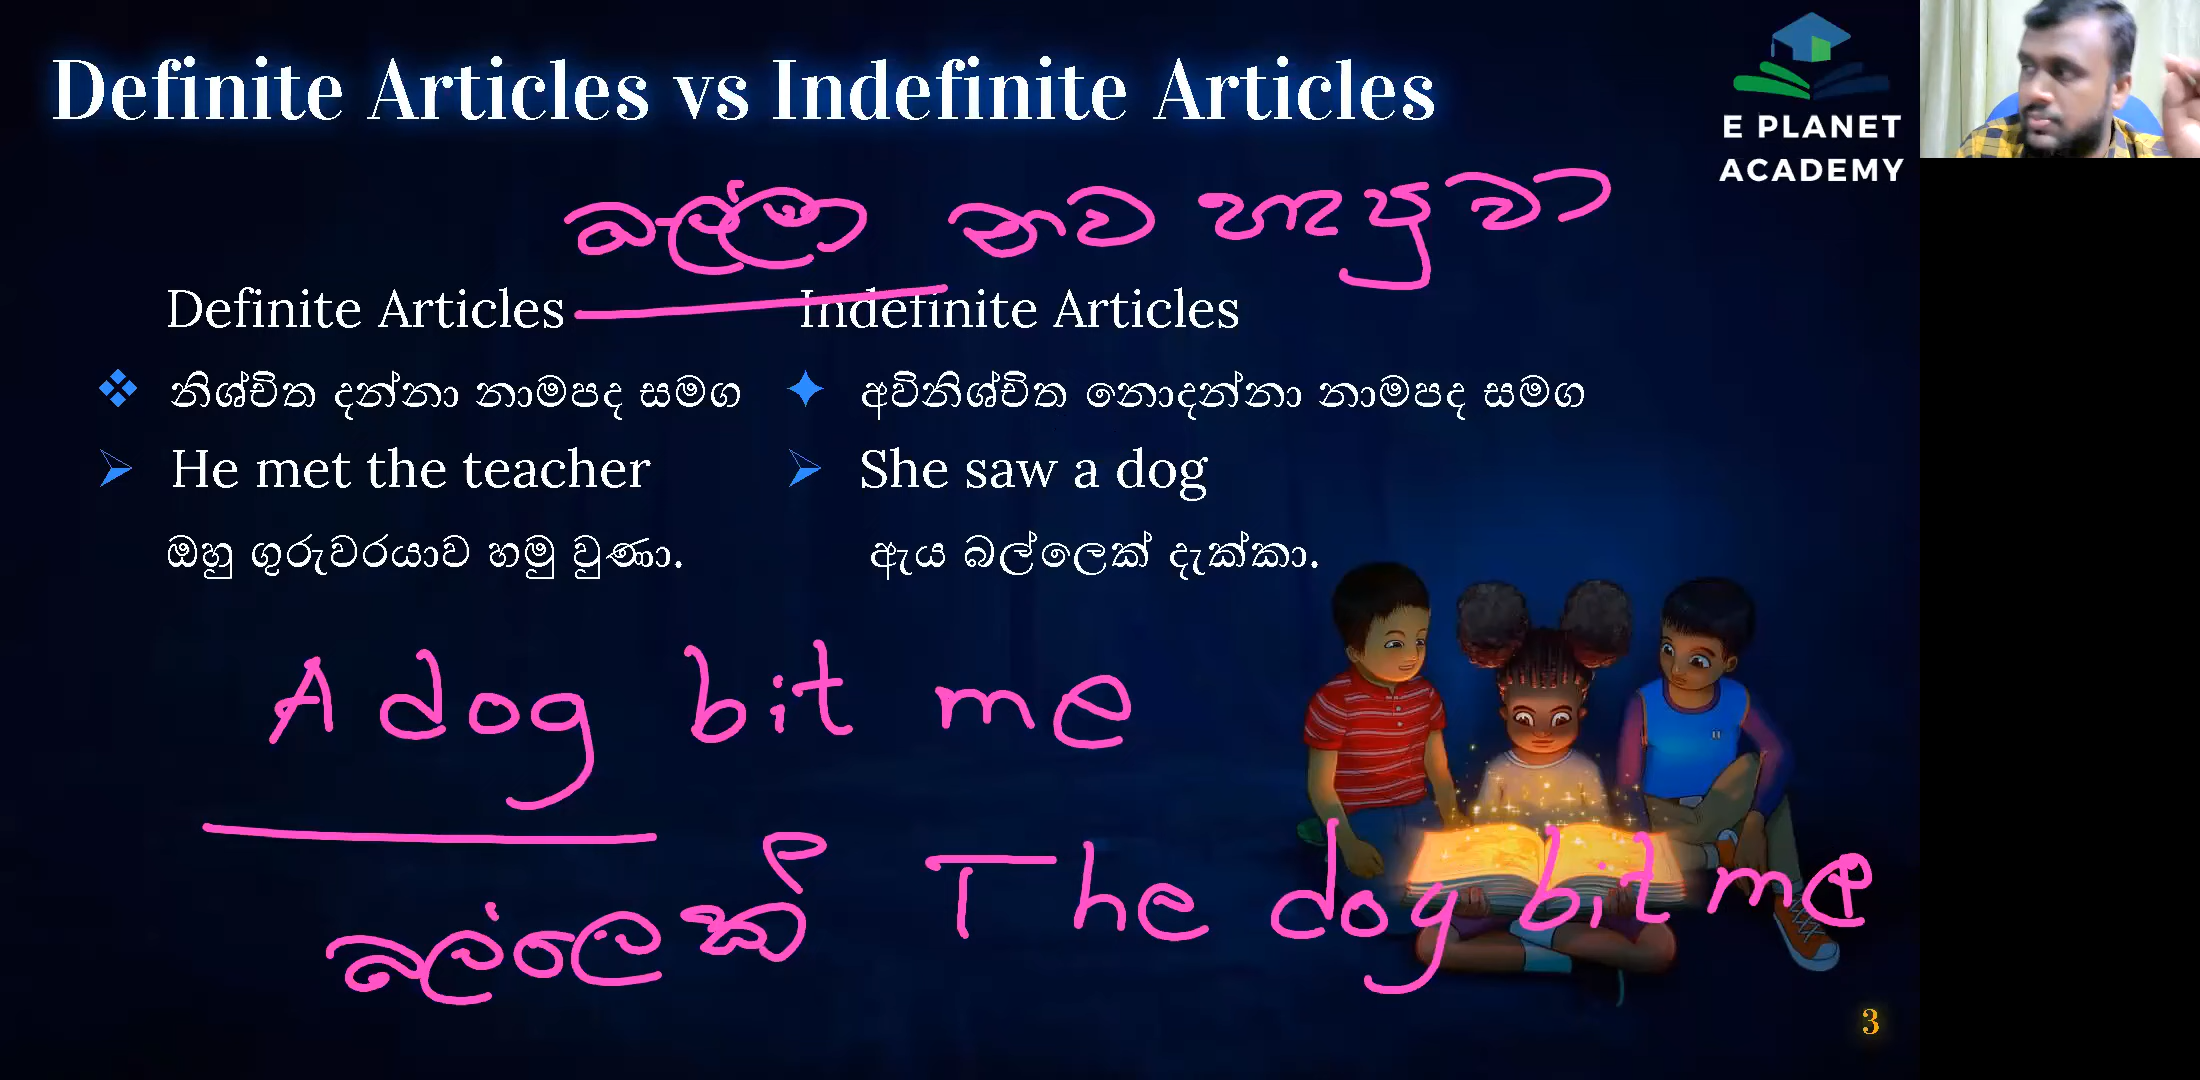 Definite Articles vs Indefinite Articles
E PLANET
ACADEMY
බල්ලා මාව හැපුවා
Definite Articles
❖ නිශ්චිත දන්නා නාමපද සමග
➢ He met the teacher
ඔහු ගුරුවරයාව හමු වුණා.
Indefinite Articles
✦ අවිනිශ්චිත නොදන්නා නාමපද සමග
➢ She saw a dog
ඇය බල්ලෙක් දැක්කා.
A dog bit me
බල්ලෙක්
The dog bit me
3